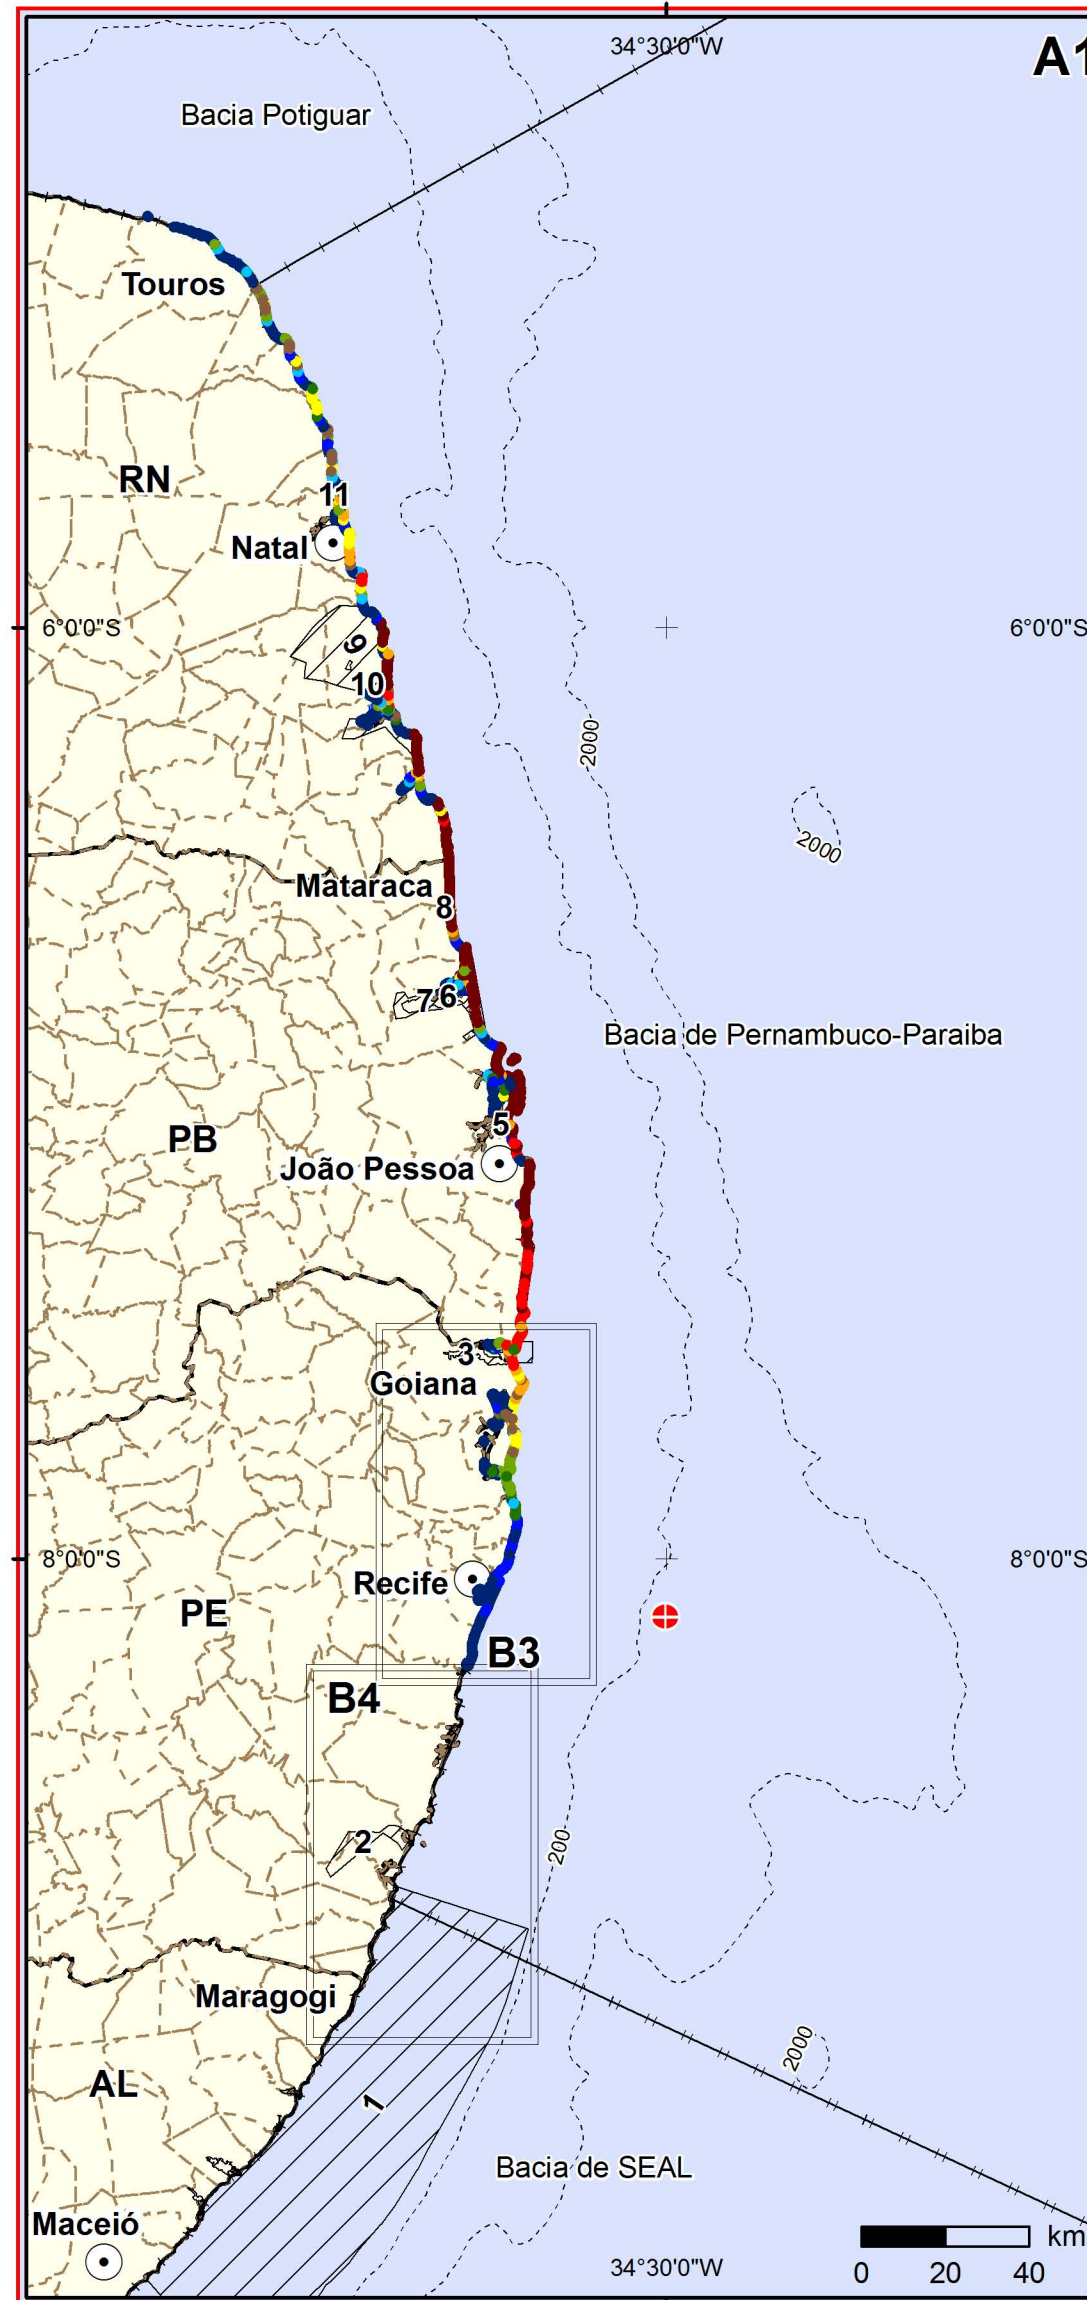 34°30'0"W
A1
Bacia Potiguar
Touros
RN
11
Natal
6°0'0"S
6°0'0"S
9
10
2000
2000
Mataraca
8
7
6
Bacia de Pernambuco-Paraiba
5
PB
João Pessoa
3
Goiana
8°0'0"S
8°0'0"S
Recife
PE
B3
B4
2
200
Maragogi
2000
AL
1
Bacia de SEAL
Maceió
34°30'0"W
km
0 20 40